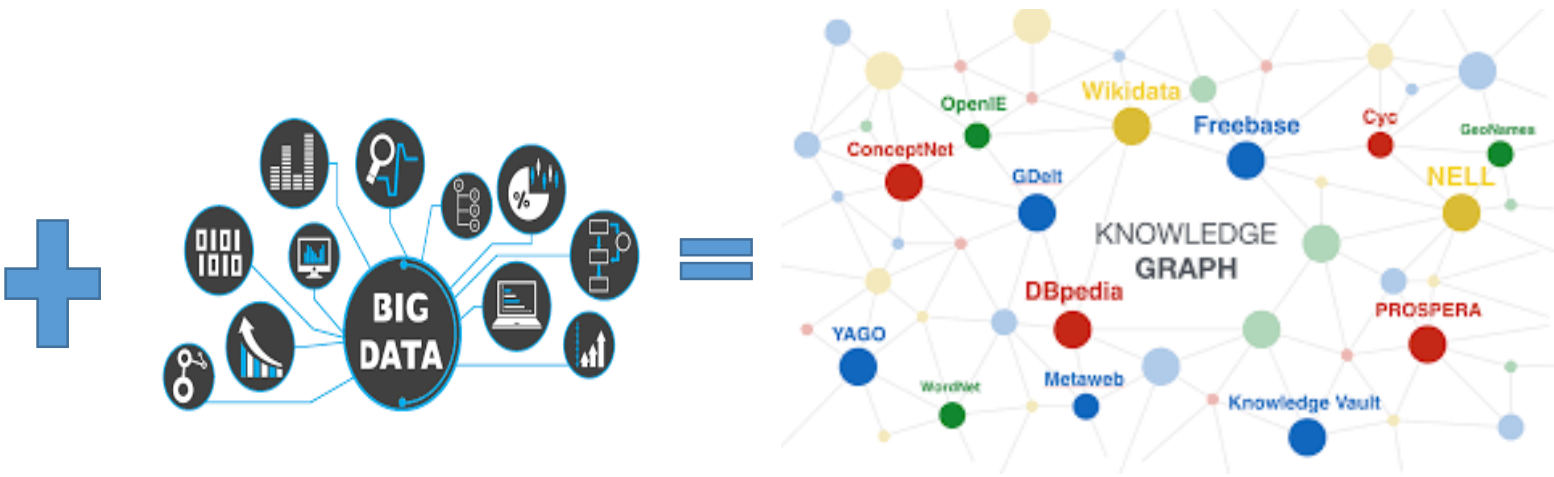 %
0101
1010
BIG
DATA
OpenIE
Wikidata
Freebase
Cyc
GeoNames
ConceptNet
GDelt
NELL
KNOWLEDGE
GRAPH
DBpedia
PROSPERA
YAGO
WordNet
Metaweb
Knowledge Vault